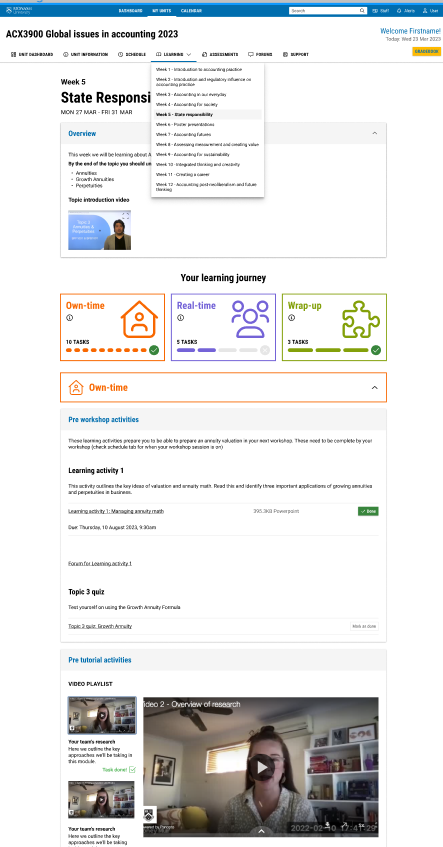 MONASH University
DASHBOARD MY UNITS CALENDAR Search Staff Alerts User
ACX3900 Global issues in accounting 2023
Welcome Firstname!
Today: Wed 23 Mar 2023
UNIT DASHBOARD UNIT INFORMATION SCHEDULE LEARNING ASSESSMENTS FORUMS SUPPORT
GRADEBOOK
Week 1 - Introduction to accounting practice
Week 2 - Introduction and regulatory influence on
accounting practice
Week 3 - Accounting in our everyday
Week 4 - Accounting for society
Week 5 - State responsibility
Week 6 - Poster presentations
Week 7 - Accounting futures
Week 8 - Assessing measurement and creating value
Week 9 - Accounting for sustainability
Week 10 - Integrated thinking and creativity
Week 11 - Creating a career
Week 12 - Accounting post-neoliberalism and future
thinking
Week 5
State Responsi
MON 27 MAR - FRI 31 MAR
Overview
This week we will be learning about A
By the end of the topic you should un
• Annuities
• Growth Annuities
• Perpetuities
Topic introduction video
Topic 3
Annuities &
Perpetuities
Your learning journey
Own-time
10 TASKS
Real-time
5 TASKS
Wrap-up
3 TASKS
Own-time
Pre workshop activities
These learning activities prepare you to be able to prepare an annuity valuation in your next workshop. These need to be complete by your
workshop (check schedule tab for when your workshop session is on)
Learning activity 1
This activity outlines the key ideas of valuation and annuity math. Read this and identify three important applications of growing annuities
and perpetuities in business.
Learning activity 1: Managing annuity math 395.3KB Powerpoint Done
Due: Thursday, 10 August 2023, 9:30am
Forum for Learning activity 1
Topic 3 quiz
Test yourself on using the Growth Annuity Formula
Topic 3 quiz: Growth Annuity Mark as done
Pre tutorial activities
VIDEO PLAYLIST
Your team's research
Here we outline the key
approaches we'll be taking in
this module.
Task done!
Your team's research
Here we outline the key
approaches we'll be taking
ideo 2 - Overview of research
Powered by Panopto
1x
2022-02-10 17:41:29